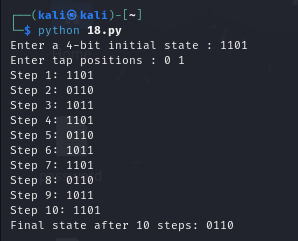 ┌──(kali㉿kali)-[~]
└─$ python 18.py
Enter a 4-bit initial state : 1101
Enter tap positions : 0 1
Step 1: 1101
Step 2: 0110
Step 3: 1011
Step 4: 1101
Step 5: 0110
Step 6: 1011
Step 7: 1101
Step 8: 0110
Step 9: 1011
Step 10: 1101
Final state after 10 steps: 0110